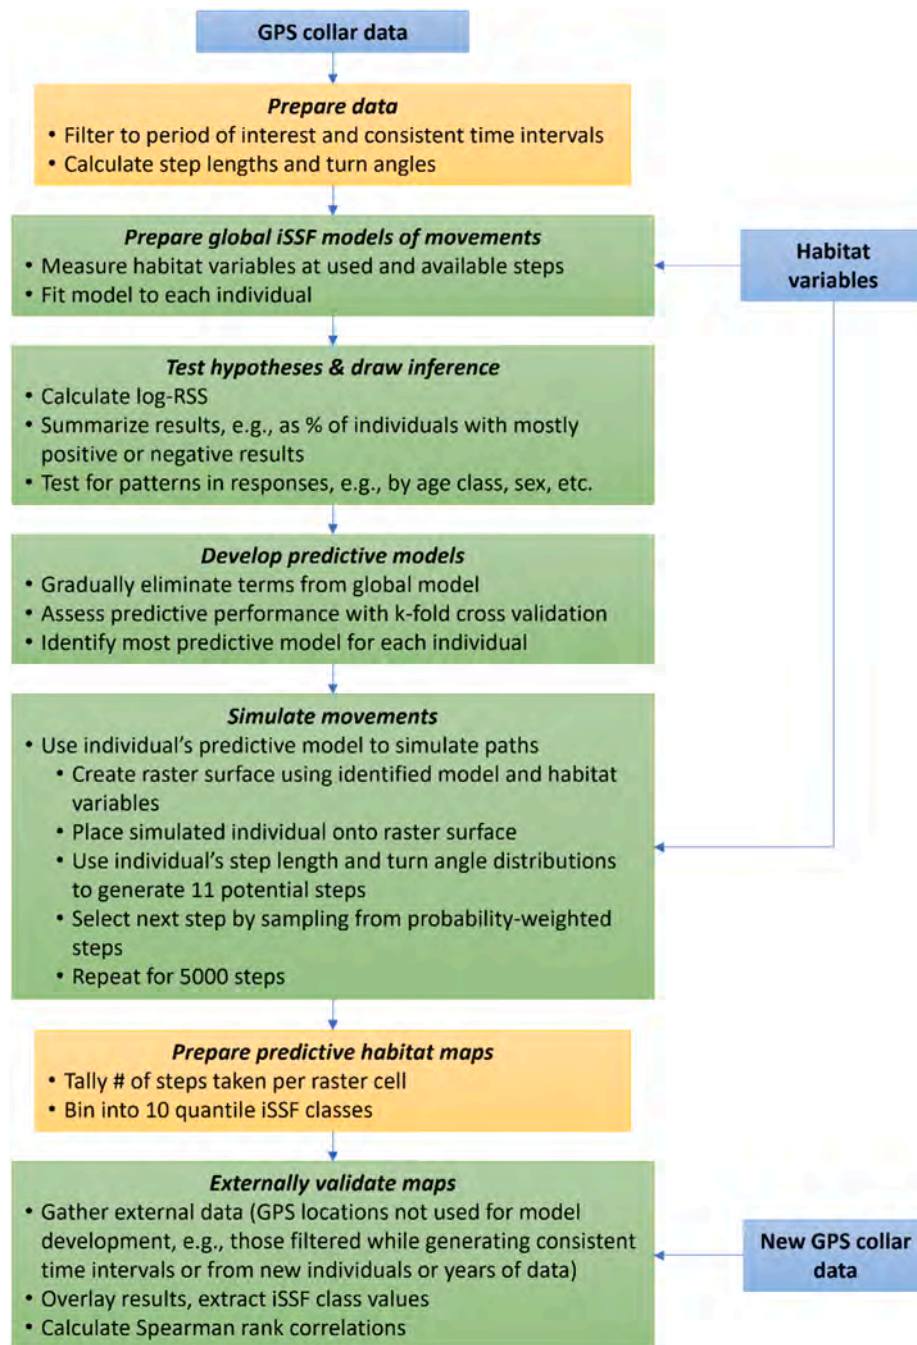 GPS collar data
Prepare data
• Filter to period of interest and consistent time intervals
• Calculate step lengths and turn angles
Prepare global iSSF models of movements
• Measure habitat variables at used and available steps
• Fit model to each individual
Habitat
variables
Test hypotheses & draw inference
• Calculate log-RSS
• Summarize results, e.g., as % of individuals with mostly
positive or negative results
• Test for patterns in responses, e.g., by age class, sex, etc.
Develop predictive models
• Gradually eliminate terms from global model
• Assess predictive performance with k-fold cross validation
• Identify most predictive model for each individual
Simulate movements
• Use individual's predictive model to simulate paths
• Create raster surface using identified model and habitat
variables
• Place simulated individual onto raster surface
• Use individual's step length and turn angle distributions
to generate 11 potential steps
• Select next step by sampling from probability-weighted
steps
• Repeat for 5000 steps
Prepare predictive habitat maps
• Tally # of steps taken per raster cell
• Bin into 10 quantile iSSF classes
Externally validate maps
• Gather external data (GPS locations not used for model
development, e.g., those filtered while generating consistent
time intervals or from new individuals or years of data)
• Overlay results, extract iSSF class values
• Calculate Spearman rank correlations
New GPS collar
data